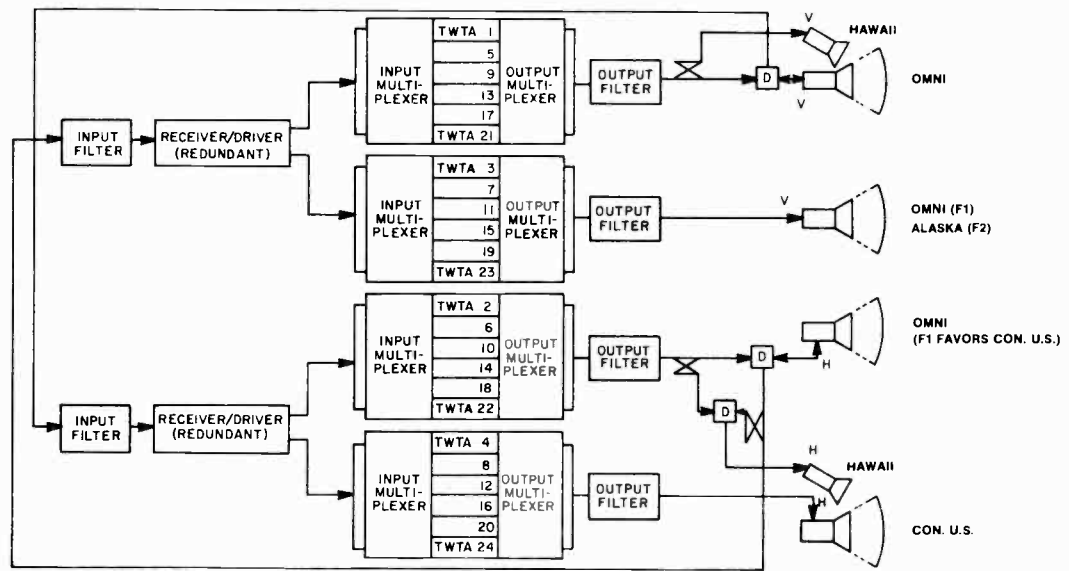 V
HAWAII
TWTA 1
5
9
13
17
TWTA 21
INPUT
MULTI-
PLEXER
OUTPUT
MULTI-
PLEXER
OUTPUT
FILTER
D
V
OMNI
INPUT
FILTER
RECEIVER/DRIVER
(REDUNDANT)
TWTA 3
7
11
15
19
TWTA 23
INPUT
MULTI-
PLEXER
OUTPUT
MULTI-
PLEXER
OUTPUT
FILTER
V
OMNI (F1)
ALASKA (F2)
TWTA 2
6
10
14
18
TWTA 22
INPUT
MULTI-
PLEXER
OUTPUT
MULTI-
PLEXER
OUTPUT
FILTER
D
H
OMNI
(F1 FAVORS CON. U.S.)
D
INPUT
FILTER
RECEIVER/DRIVER
(REDUNDANT)
TWTA 4
8
12
16
20
TWTA 24
INPUT
MULTI-
PLEXER
OUTPUT
MULTI-
PLEXER
OUTPUT
FILTER
H
HAWAII
H
CON. U.S.